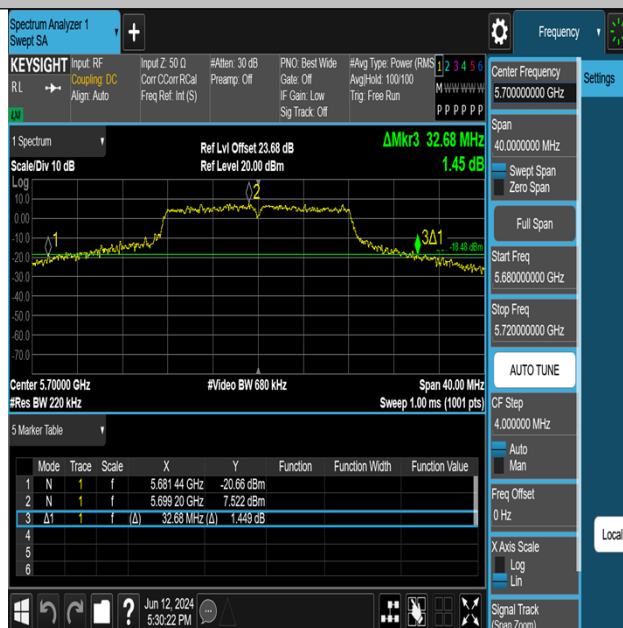 Spectrum Analyzer 1
Swept SA
+
Frequency
KEYSIGHT
Input: RF
Coupling: DC
Align: Auto
Input Z: 50 Ω
Corr CCorr RCal
Freq Ref: Int (S)
#Atten: 30 dB
Preamp: Off
PNO: Best Wide
Gate: Off
IF Gain: Low
Sig Track: Off
#Avg Type: Power (RMS
Avg|Hold: 100/100
Trig: Free Run
1 2 3 4 5 6
M W W W W W
P P P P P P
R L
LXI
Center Frequency
5.700000000 GHz
Settings
Span
40.0000000 MHz
Swept Span
Zero Span
Full Span
Start Freq
5.680000000 GHz
Stop Freq
5.720000000 GHz
AUTO TUNE
CF Step
4.000000 MHz
Auto
Man
Freq Offset
0 Hz
X Axis Scale
Log
Lin
Signal Track
(Span Zoom)
Local
1 Spectrum
Scale/Div 10 dB
Log
Ref Lvl Offset 23.68 dB
Ref Level 20.00 dBm
ΔMkr3 32.68 MHz
1.45 dB
10.0
0.00
-10.0
-20.0
-30.0
-40.0
-50.0
-60.0
-70.0
1
2
3Δ1
-18.48 dBm
Center 5.70000 GHz
#Video BW 680 kHz
Span 40.00 MHz
#Res BW 220 kHz
Sweep 1.00 ms (1001 pts)
5 Marker Table
Mode Trace Scale X Y Function Function Width Function Value
1 N 1 f 5.681 44 GHz -20.66 dBm
2 N 1 f 5.699 20 GHz 7.522 dBm
3 Δ1 1 f (Δ) 32.68 MHz (Δ) 1.449 dB
4
5
6
?
Jun 12, 2024
5:30:22 PM